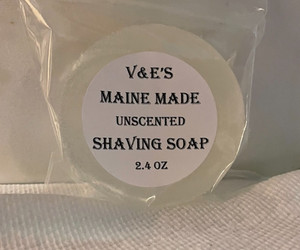 V&E'S
MAINE MADE
UNSCENTED
SHAVING SOAP
2.4 OZ